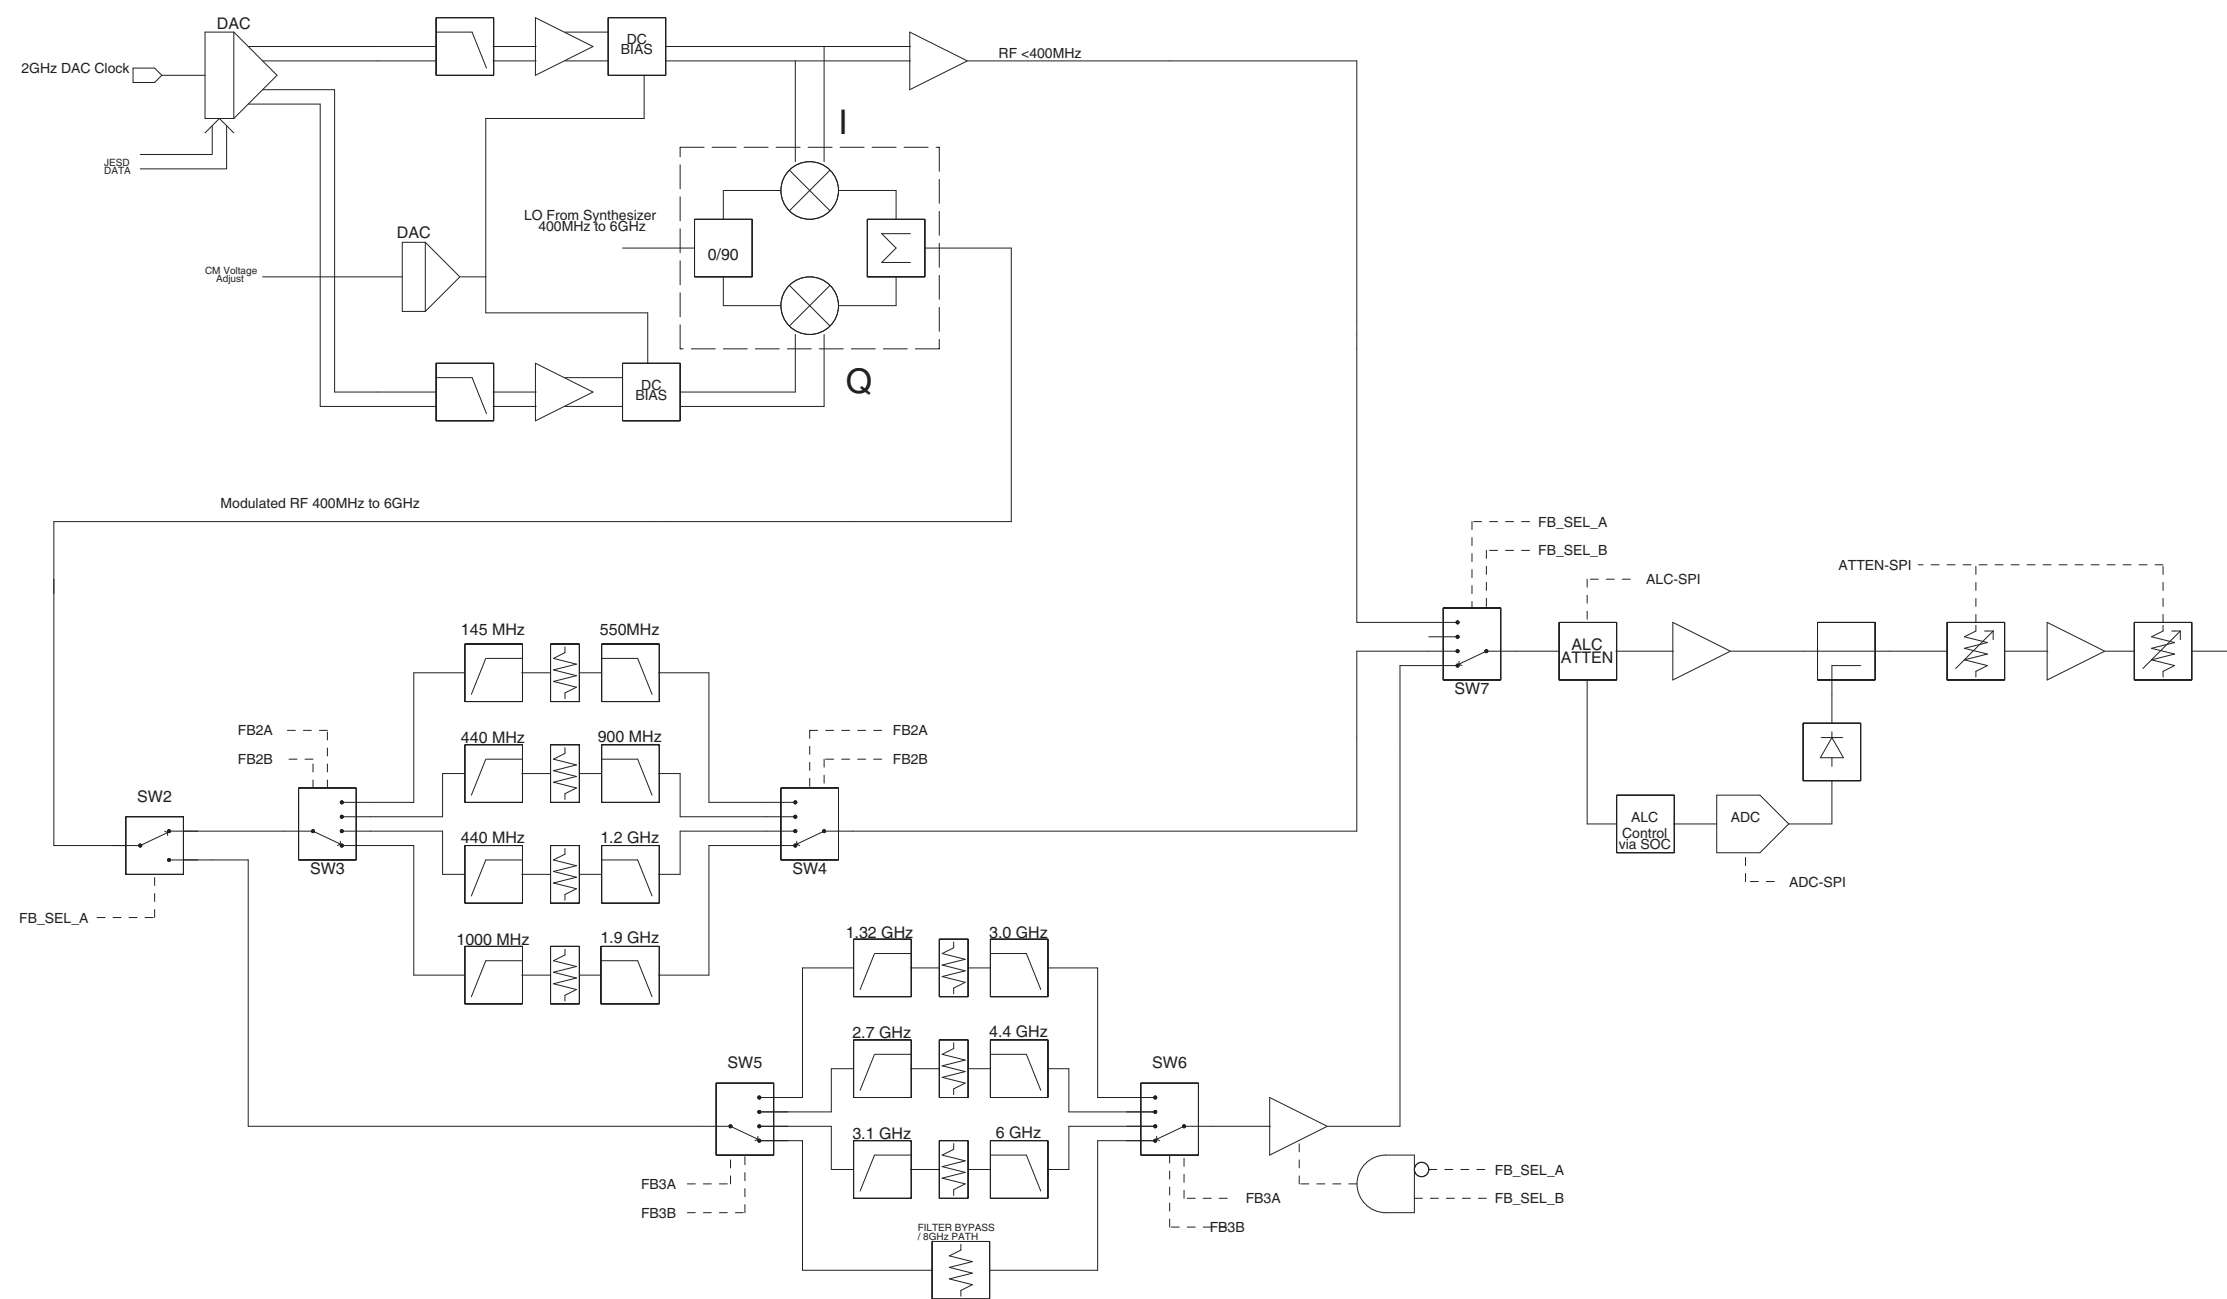 DAC
2GHz DAC Clock
JESD
DATA
DC
BIAS
RF <400MHz
I
LO From Synthesizer
400MHz to 6GHz
0/90
Σ
DAC
CM Voltage
Adjust
DC
BIAS
Q
Modulated RF 400MHz to 6GHz
FB_SEL_A
FB_SEL_B
ALC-SPI
ATTEN-SPI
ALC
ATTEN
SW7
145 MHz
550MHz
FB2A
FB2B
440 MHz
900 MHz
FB2A
FB2B
SW2
SW3
440 MHz
1.2 GHz
SW4
ALC
Control
via SOC
ADC
ADC-SPI
FB_SEL_A
1000 MHz
1.9 GHz
1.32 GHz
3.0 GHz
2.7 GHz
4.4 GHz
SW5
SW6
3.1 GHz
6 GHz
FB3A
FB3B
FB3A
FB3B
FB_SEL_A
FB_SEL_B
FILTER BYPASS
/ 8GHz PATH